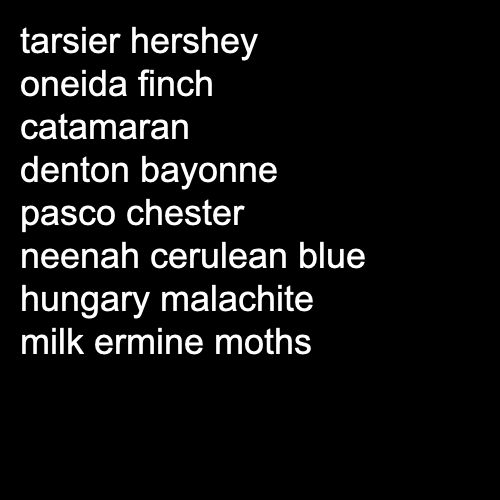 tarsier hershey
oneida finch
catamaran
denton bayonne
pasco chester
neenah cerulean blue
hungary malachite
milk ermine moths